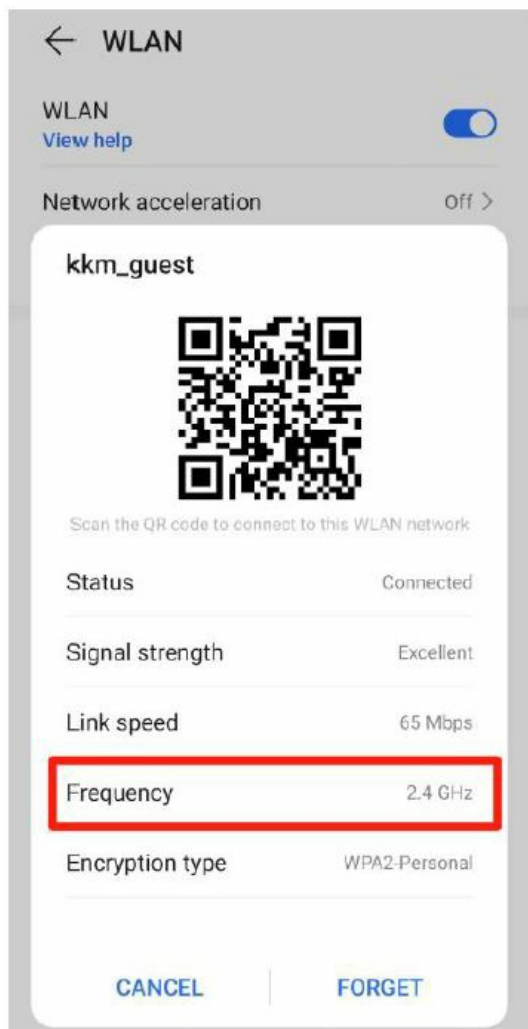 WLAN
WLAN
View help
Network acceleration Off
kkm_guest
Scan the QR code to connect to this WLAN network
Status Connected
Signal strength Excellent
Link speed 65 Mbps
Frequency 2.4 GHz
Encryption type WPA2-Personal
CANCEL FORGET